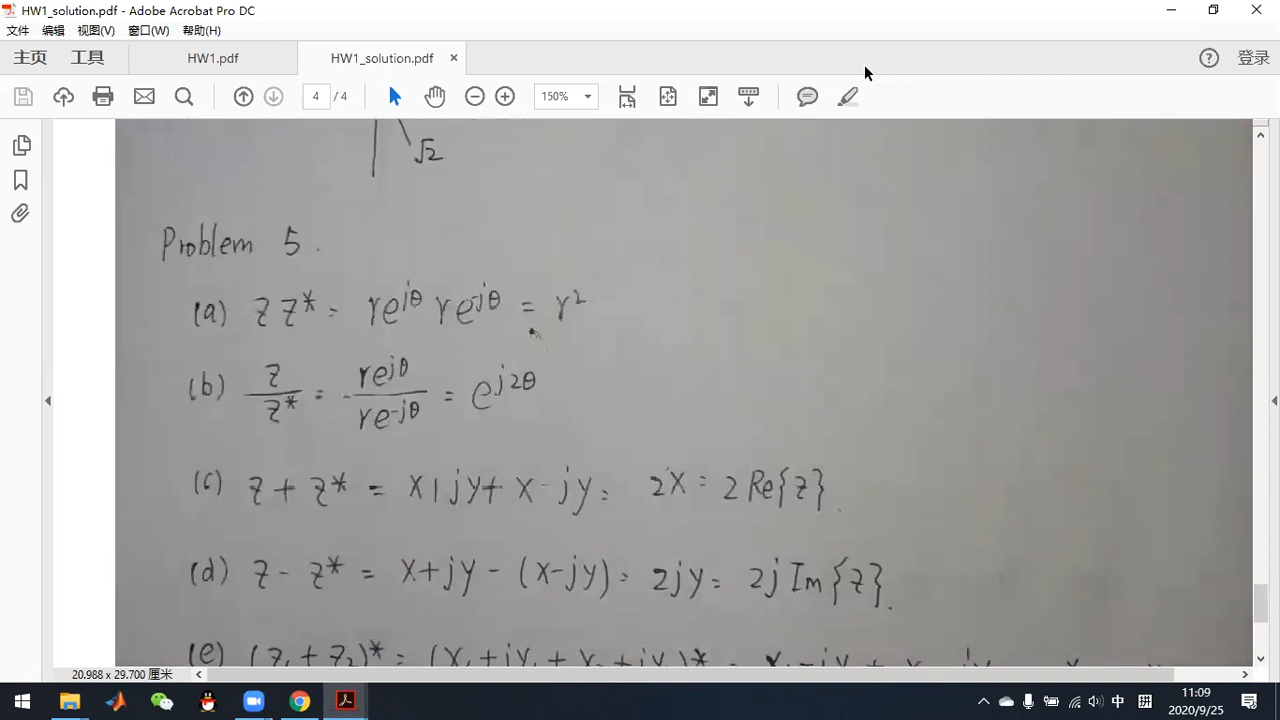 HW1_solution.pdf - Adobe Acrobat Pro DC
文件 编辑 视图(V) 窗口(W) 帮助(H)
主页 工具 HW1.pdf HW1_solution.pdf × ? 登录
4 / 4 150%
√2
Problem 5.
(a) z z* = re^{jθ} re^{-jθ} = r²
(b) z/z* = re^{jθ}/re^{-jθ} = e^{j2θ}
(c) z + z* = x+jy+ x-jy = 2x = 2Re{z}.
(d) z - z* = x+jy - (x-jy) = 2jy = 2j Im{z}.
(e) (z₁ + z₂)* = (x₁ + jy₁ + x₂ + jy₂)* =
20.988 x 29.700 厘米
中 拼 11:09
2020/9/25